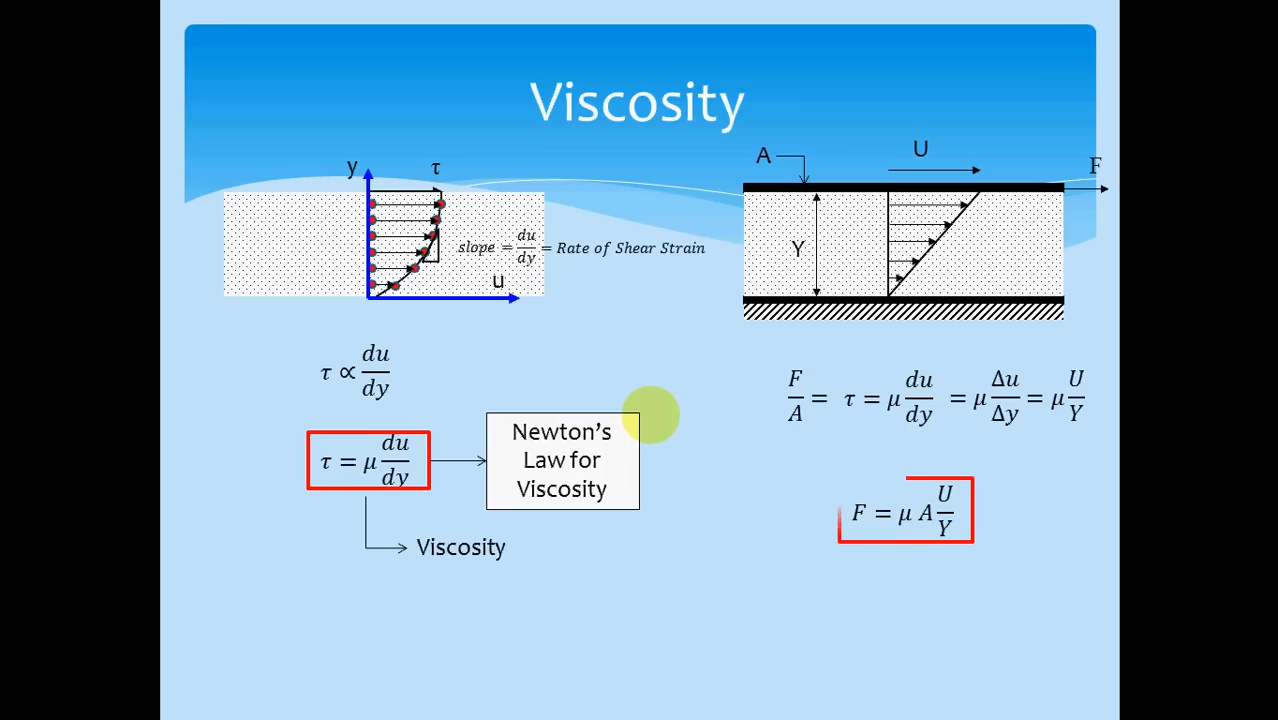 Viscosity
y
τ
slope = du/dy = Rate of Shear Strain
u
A
U
F
Y
τ ∝ du/dy
τ = μ du/dy
Newton's
Law for
Viscosity
Viscosity
F/A = τ = μ du/dy = μ Δu/Δy = μ U/Y
F = μ A U/Y